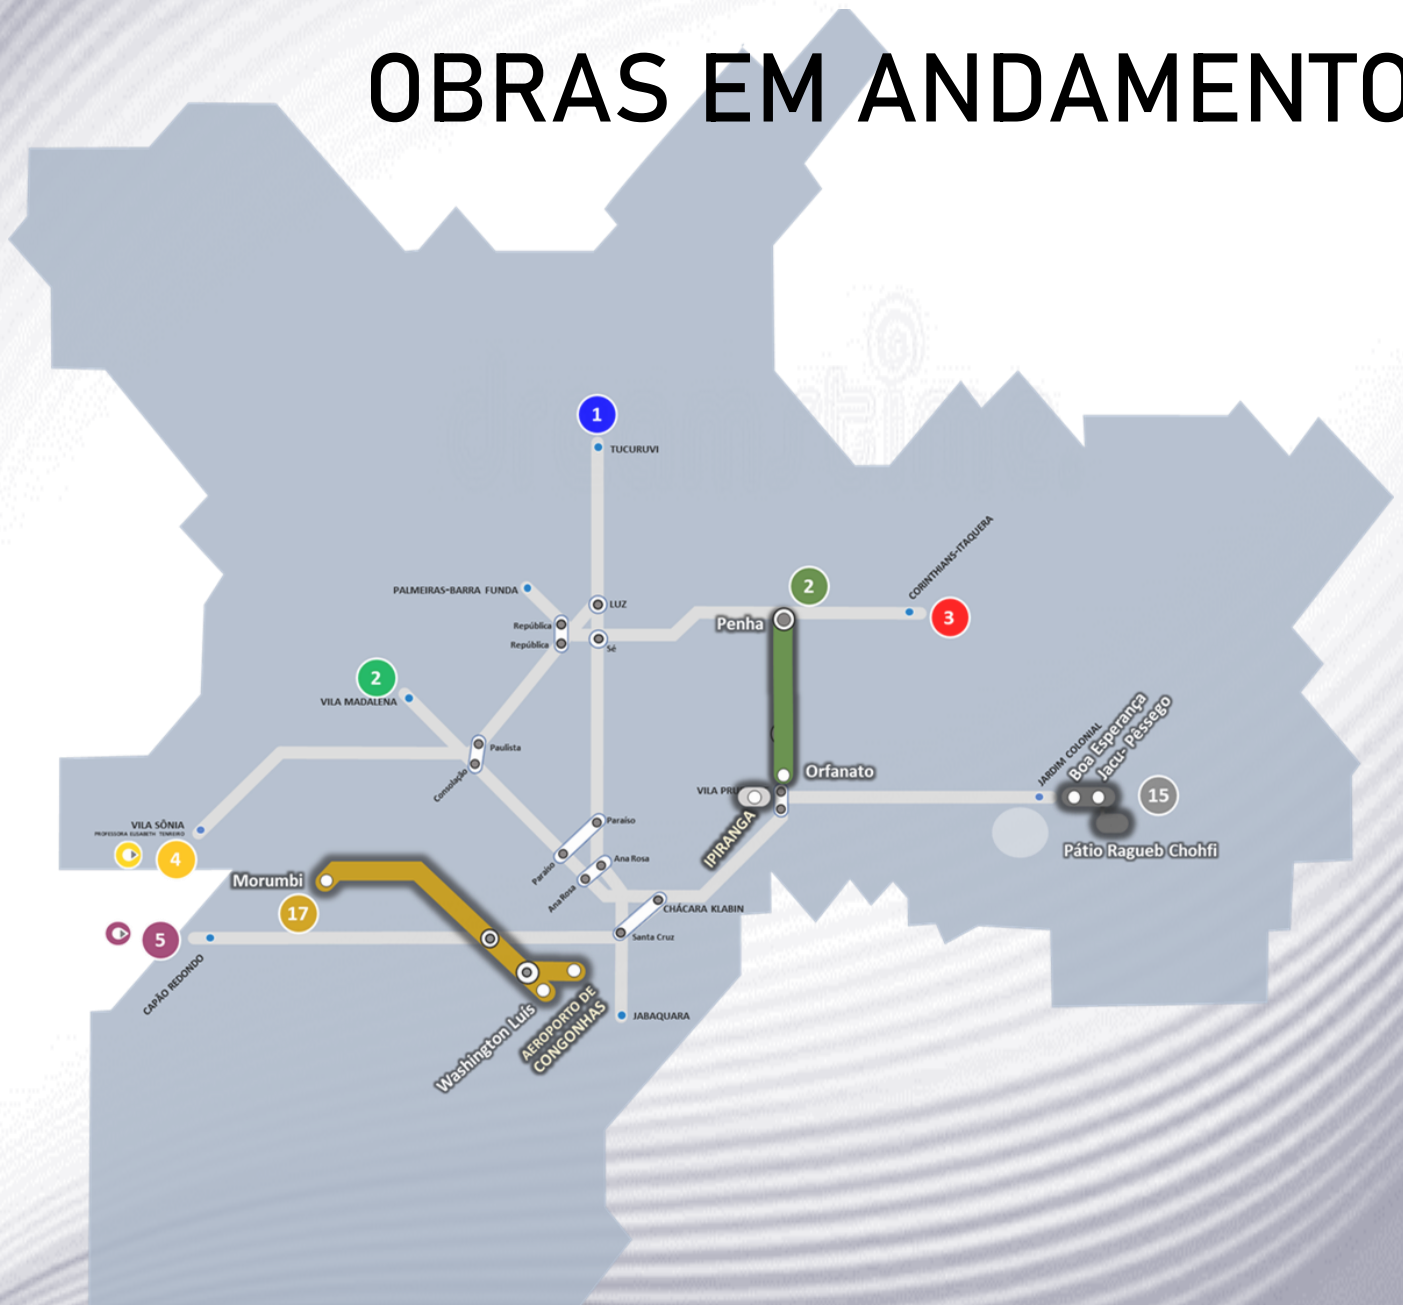 OBRAS EM ANDAMENTO
dreamstime
1
TUCURUVI
CORINTHIANS-ITAQUERA
PALMEIRAS-BARRA FUNDA
2
LUZ
3
República
Penha
República
Sé
2
VILA MADALENA
Paulista
Consolação
Orfanato
JARDIM COLONIAL
Boa Esperança
Jacu- Pêssego
VILA PRU
15
IPIRANGA
Pátio Ragueb Chohfi
VILA SÔNIA
PROFESSORA ELISABETH TENREIRO
4
Paraíso
Paraíso
Ana Rosa
Ana Rosa
Morumbi
17
CHÁCARA KLABIN
5
Santa Cruz
CAPÃO REDONDO
Washington Luís
AEROPORTO DE
CONGONHAS
JABAQUARA